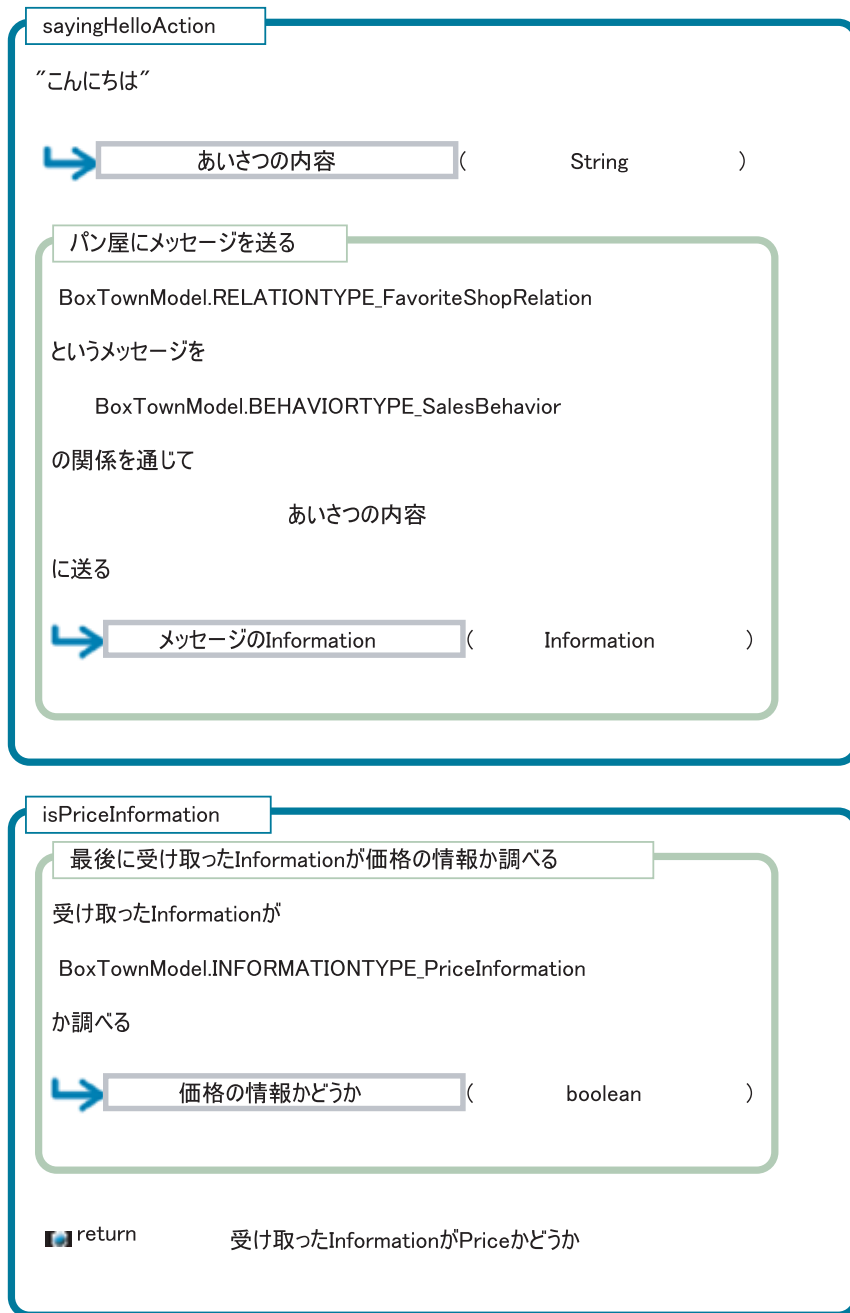 sayingHelloAction
″こんにちは″
あいさつの内容 ( String )
パン屋にメッセージを送る
BoxTownModel.RELATIONTYPE_FavoriteShopRelation
というメッセージを
BoxTownModel.BEHAVIORTYPE_SalesBehavior
の関係を通じて
あいさつの内容
に送る
メッセージのInformation ( Information )
isPriceInformation
最後に受け取ったInformationが価格の情報か調べる
受け取ったInformationが
BoxTownModel.INFORMATIONTYPE_PriceInformation
か調べる
価格の情報かどうか ( boolean )
return 受け取ったInformationがPriceかどうか